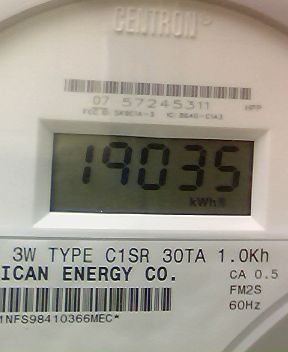 CENTRON®
07 57245311 HPP
19035
kWh
3W TYPE C1SR 30TA 1.0Kh
ICAN ENERGY CO. CA 0.5
FM2S
60Hz
1NFS98410366MEC*